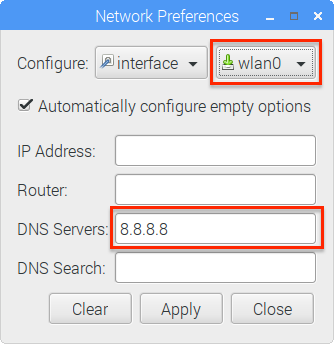 Network Preferences
Configure: interface wlan0
Automatically configure empty options
IP Address:
Router:
DNS Servers: 8.8.8.8
DNS Search:
Clear Apply Close